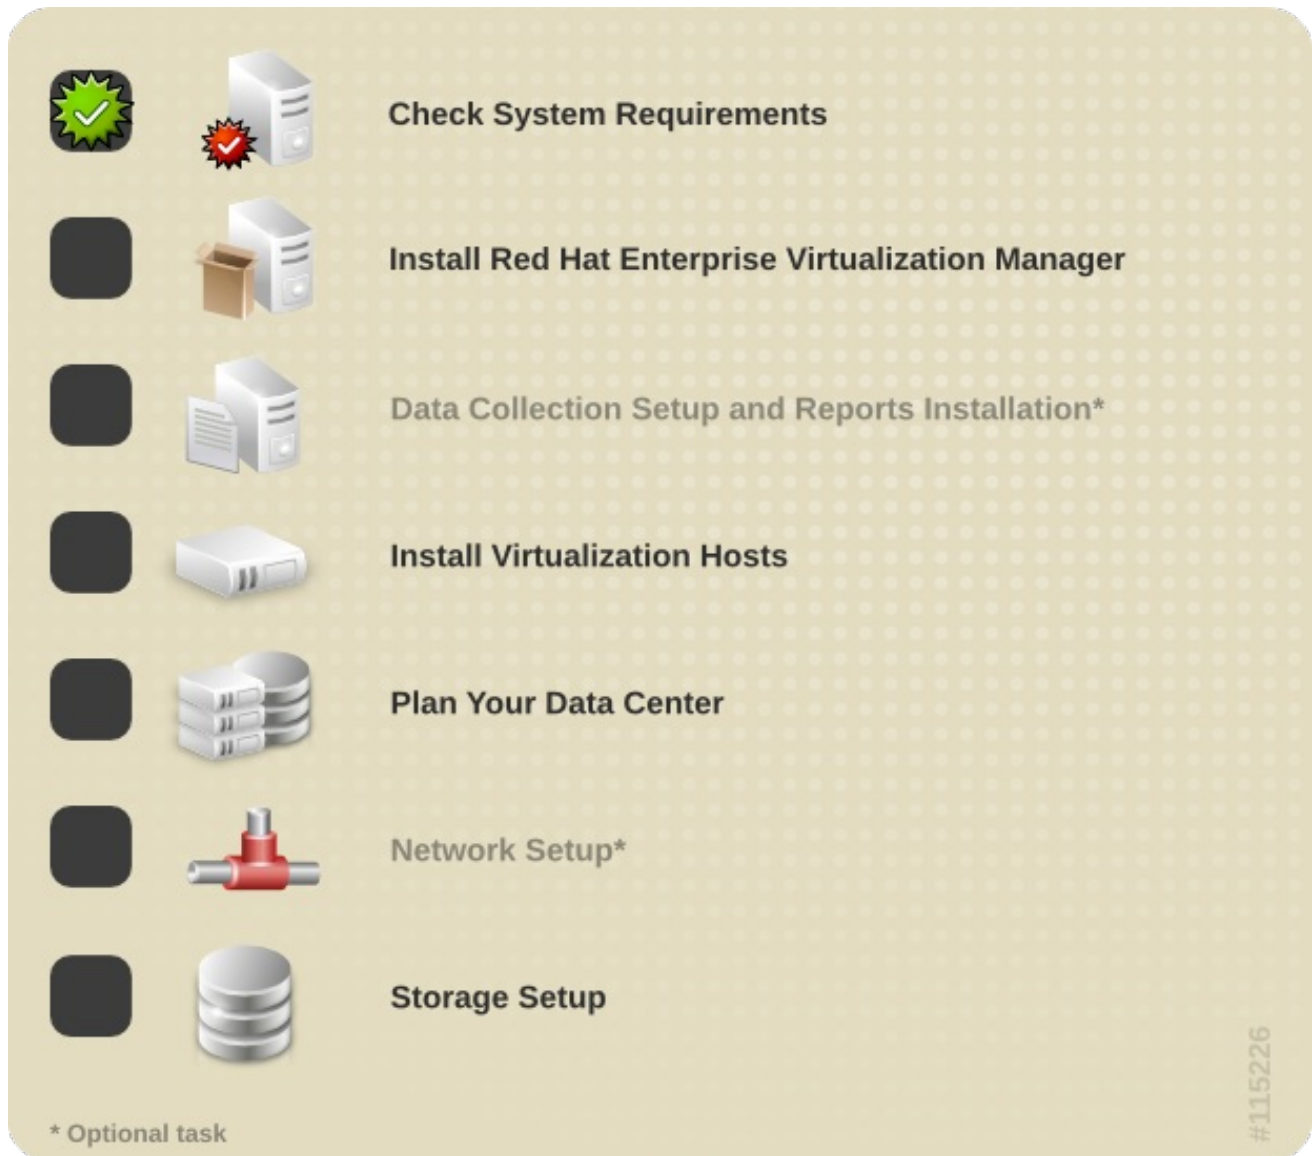 Check System Requirements
Install Red Hat Enterprise Virtualization Manager
Data Collection Setup and Reports Installation*
Install Virtualization Hosts
Plan Your Data Center
Network Setup*
Storage Setup
* Optional task
#115226